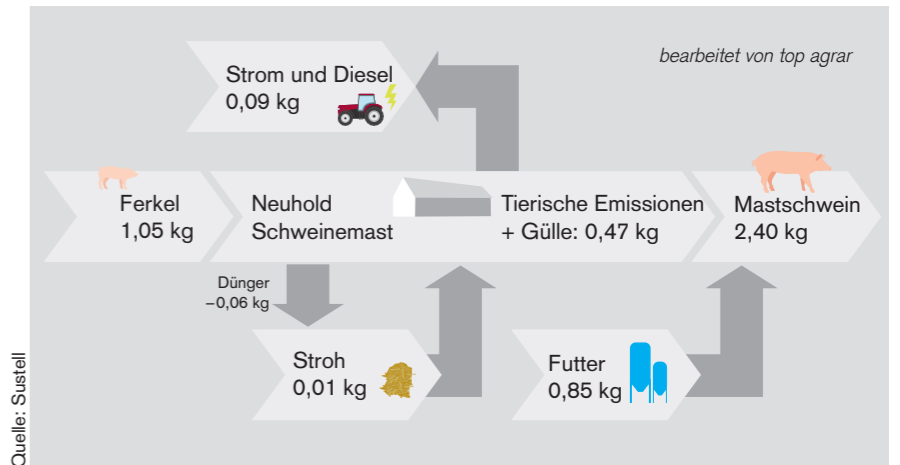 bearbeitet von top agrar
Strom und Diesel
0,09 kg
Ferkel
1,05 kg
Neuhold
Schweinemast
Tierische Emissionen
+ Gülle: 0,47 kg
Mastschwein
2,40 kg
Dünger
−0,06 kg
Stroh
0,01 kg
Futter
0,85 kg
Quelle: Sustell